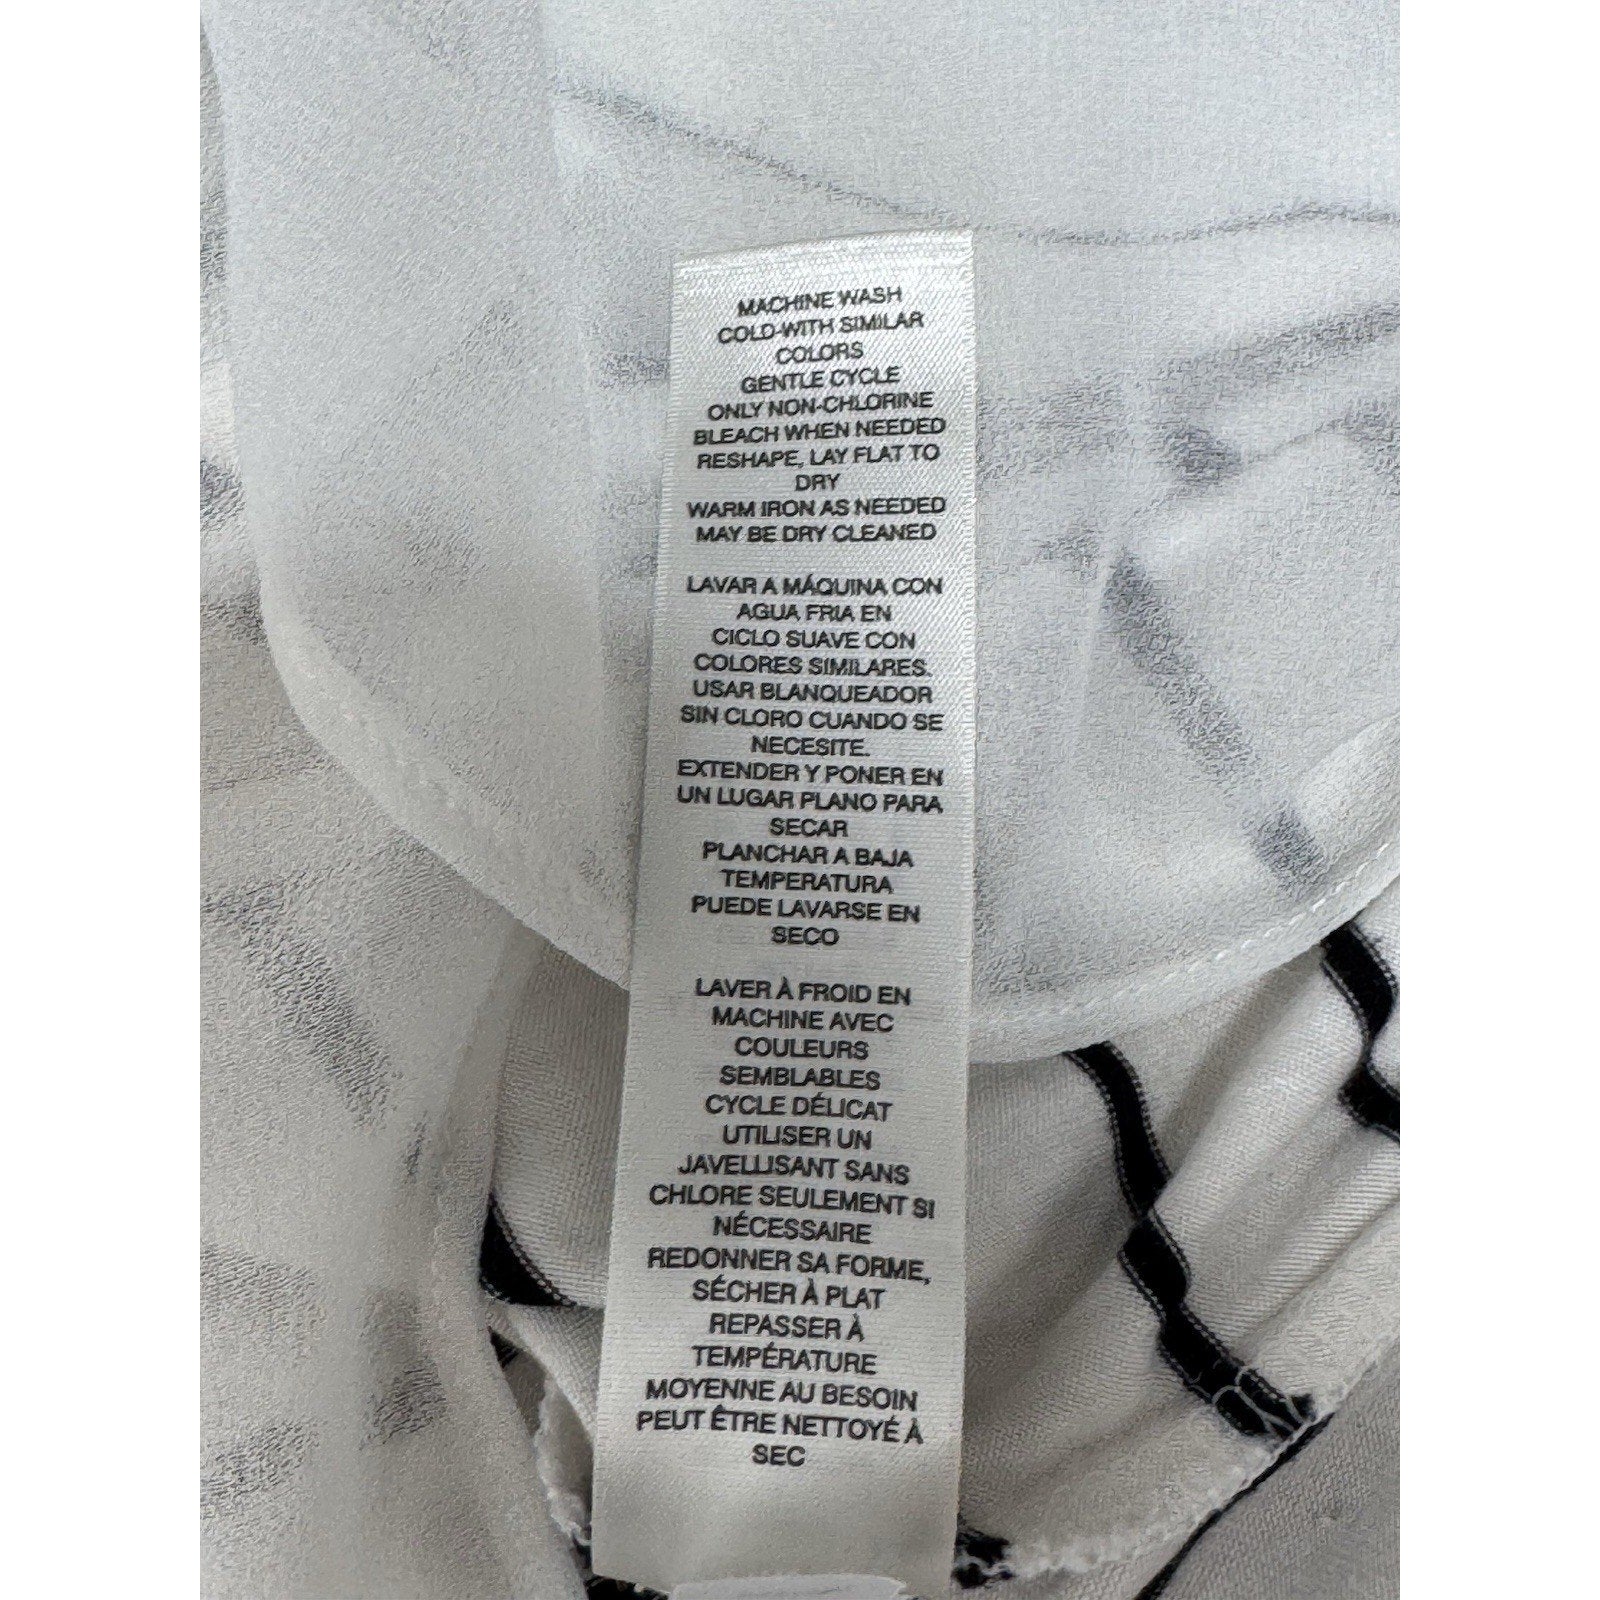 MACHINE WASH
COLD-WITH SIMILAR
COLORS
GENTLE CYCLE
ONLY NON-CHLORINE
BLEACH WHEN NEEDED
RESHAPE, LAY FLAT TO
DRY
WARM IRON AS NEEDED
MAY BE DRY CLEANED
LAVAR A MÁQUINA CON
AGUA FRIA EN
CICLO SUAVE CON
COLORES SIMILARES.
USAR BLANQUEADOR
SIN CLORO CUANDO SE
NECESITE.
EXTENDER Y PONER EN
UN LUGAR PLANO PARA
SECAR
PLANCHAR A BAJA
TEMPERATURA
PUEDE LAVARSE EN
SECO
LAVER À FROID EN
MACHINE AVEC
COULEURS
SEMBLABLES
CYCLE DÉLICAT
UTILISER UN
JAVELLISANT SANS
CHLORE SEULEMENT SI
NÉCESSAIRE
REDONNER SA FORME,
SÉCHER À PLAT
REPASSER À
TEMPÉRATURE
MOYENNE AU BESOIN
PEUT ÊTRE NETTOYÉ À
SEC